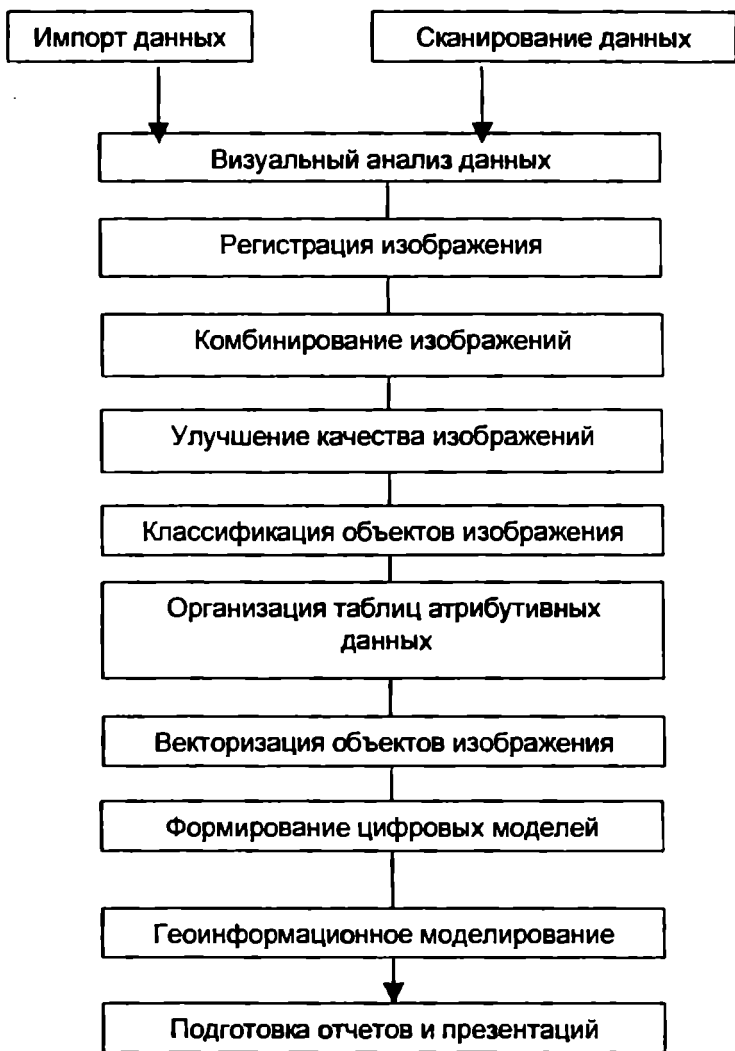 Импорт данных
Сканирование данных
Визуальный анализ данных
Регистрация изображения
Комбинирование изображений
Улучшение качества изображений
Классификация объектов изображения
Организация таблиц атрибутивных
данных
Векторизация объектов изображения
Формирование цифровых моделей
Геоинформационное моделирование
Подготовка отчетов и презентаций